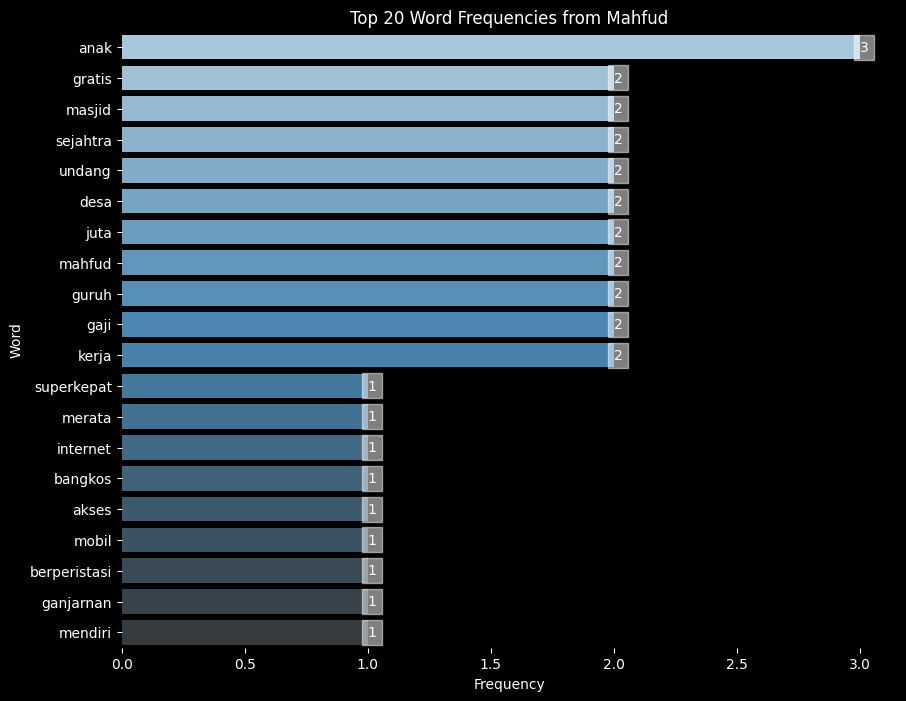 Top 20 Word Frequencies from Mahfud
anak 3
gratis 2
masjid 2
sejahtra 2
undang 2
desa 2
juta 2
mahfud 2
guruh 2
gaji 2
kerja 2
superkepat 1
merata 1
internet 1
bangkos 1
akses 1
mobil 1
berperistasi 1
ganjarnan 1
mendiri 1
Word
0.0 0.5 1.0 1.5 2.0 2.5 3.0
Frequency